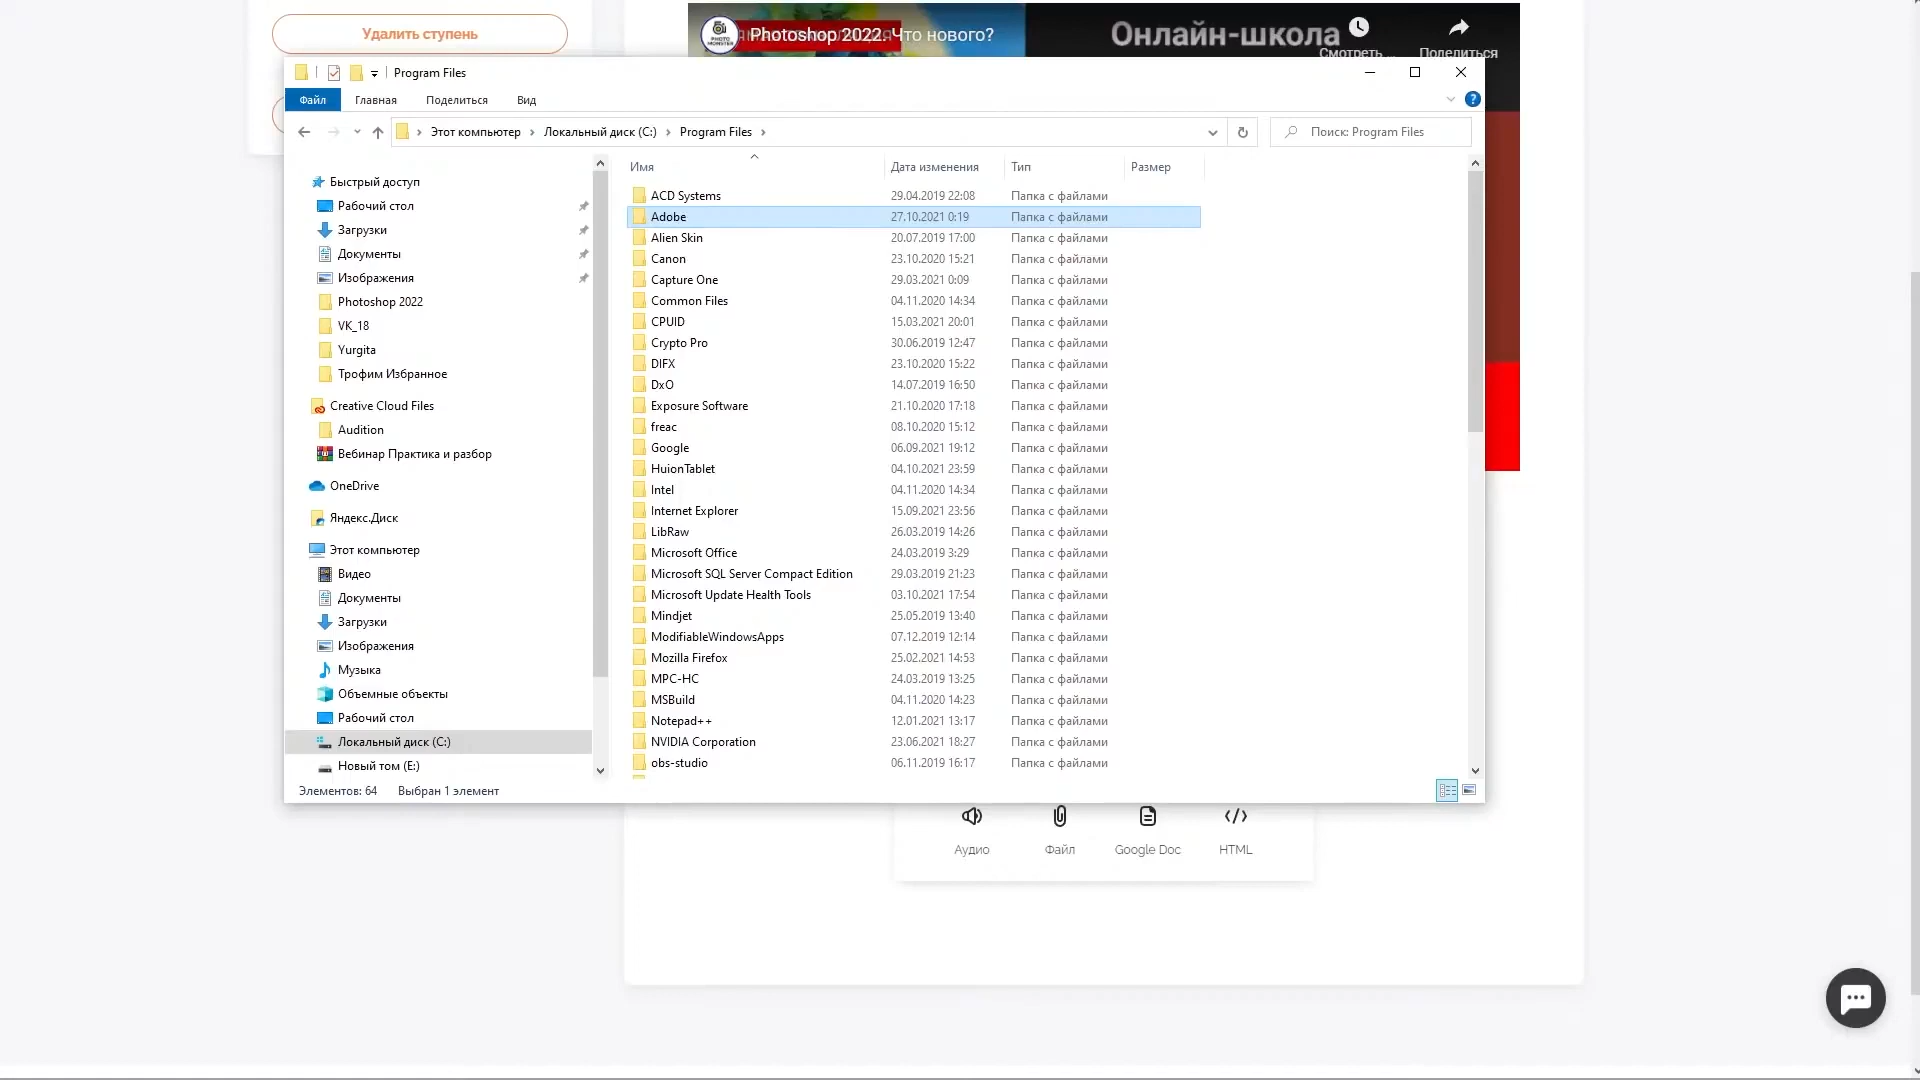 Удалить ступень
Photoshop 2022. Что нового?
Онлайн-школа
Смотреть ...
Поделиться
Program Files
Файл
Главная
Поделиться
Вид
Этот компьютер
Локальный диск (C:)
Program Files
Поиск: Program Files
Быстрый доступ
Рабочий стол
Загрузки
Документы
Изображения
Photoshop 2022
VK_18
Yurgita
Трофим Избранное
Creative Cloud Files
Audition
Вебинар Практика и разбор
OneDrive
Яндекс.Диск
Этот компьютер
Видео
Документы
Загрузки
Изображения
Музыка
Объемные объекты
Рабочий стол
Локальный диск (C:)
Новый том (E:)
Имя Дата изменения Тип Размер
ACD Systems 29.04.2019 22:08 Папка с файлами
Adobe 27.10.2021 0:19 Папка с файлами
Alien Skin 20.07.2019 17:00 Папка с файлами
Canon 23.10.2020 15:21 Папка с файлами
Capture One 29.03.2021 0:09 Папка с файлами
Common Files 04.11.2020 14:34 Папка с файлами
CPUID 15.03.2021 20:01 Папка с файлами
Crypto Pro 30.06.2019 12:47 Папка с файлами
DIFX 23.10.2020 15:22 Папка с файлами
DxO 14.07.2019 16:50 Папка с файлами
Exposure Software 21.10.2020 17:18 Папка с файлами
freac 08.10.2020 15:12 Папка с файлами
Google 06.09.2021 19:12 Папка с файлами
HuionTablet 04.10.2021 23:59 Папка с файлами
Intel 04.11.2020 14:34 Папка с файлами
Internet Explorer 15.09.2021 23:56 Папка с файлами
LibRaw 26.03.2019 14:26 Папка с файлами
Microsoft Office 24.03.2019 3:29 Папка с файлами
Microsoft SQL Server Compact Edition 29.03.2019 21:23 Папка с файлами
Microsoft Update Health Tools 03.10.2021 17:54 Папка с файлами
Mindjet 25.05.2019 13:40 Папка с файлами
ModifiableWindowsApps 07.12.2019 12:14 Папка с файлами
Mozilla Firefox 25.02.2021 14:53 Папка с файлами
MPC-HC 24.03.2019 13:25 Папка с файлами
MSBuild 04.11.2020 14:23 Папка с файлами
Notepad++ 12.01.2021 13:17 Папка с файлами
NVIDIA Corporation 23.06.2021 18:27 Папка с файлами
obs-studio 06.11.2019 16:17 Папка с файлами
Элементов: 64 Выбран 1 элемент
Аудио
Файл
Google Doc
HTML